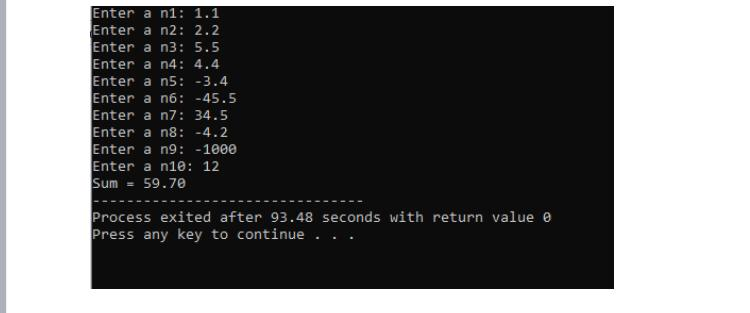 Enter a n1: 1.1
Enter a n2: 2.2
Enter a n3: 5.5
Enter a n4: 4.4
Enter a n5: -3.4
Enter a n6: -45.5
Enter a n7: 34.5
Enter a n8: -4.2
Enter a n9: -1000
Enter a n10: 12
Sum = 59.70
--------------------------------
Process exited after 93.48 seconds with return value 0
Press any key to continue . . .